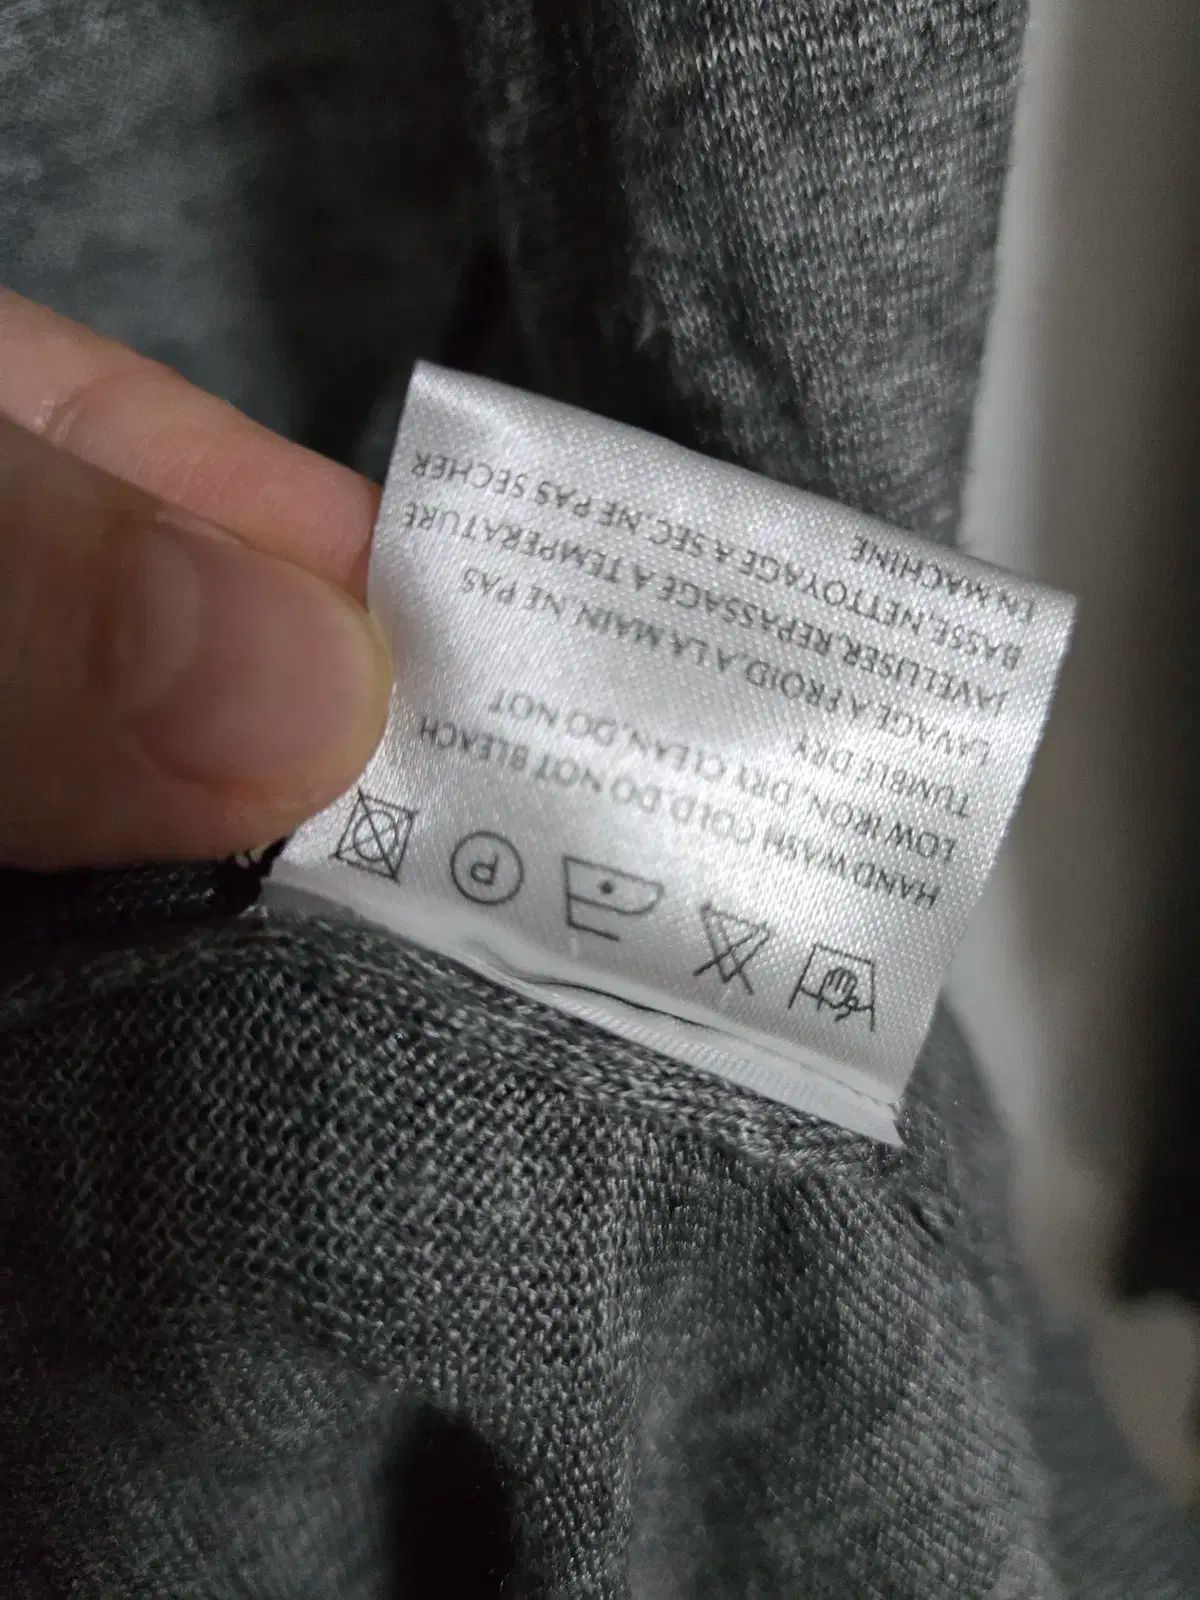 P
HAND WASH COLD. DO NOT BLEACH
LOW IRON. DRY CLEAN. DO NOT
TUMBLE DRY
LAVAGE A FROID. A LA MAIN. NE PAS
JAVELLISER. REPASSAGE A TEMPERATURE
BASSE. NETTOYAGE A SEC. NE PAS SECHER
EN MACHINE